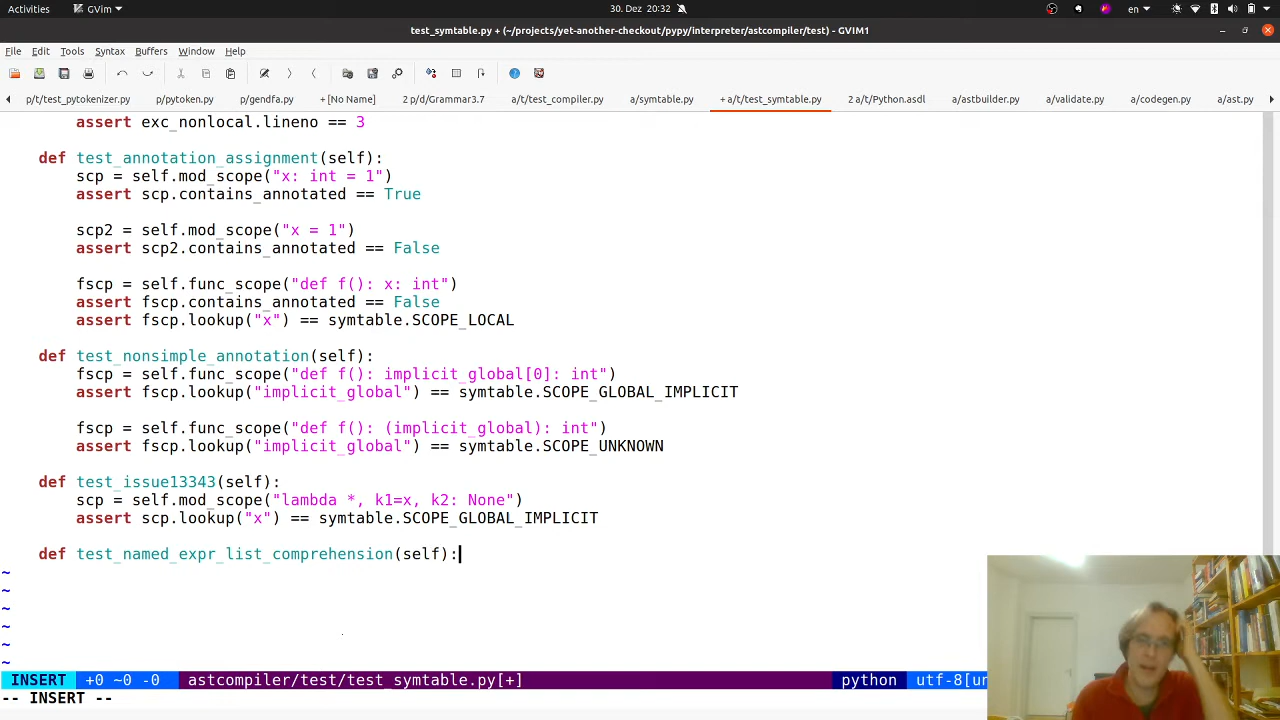 Activities GVim 30. Dez 20:32 en
test_symtable.py + (~/projects/yet-another-checkout/pypy/interpreter/astcompiler/test) - GVIM1
File Edit Tools Syntax Buffers Window Help
p/t/test_pytokenizer.py p/pytoken.py p/gendfa.py + [No Name] 2 p/d/Grammar3.7 a/t/test_compiler.py a/symtable.py + a/t/test_symtable.py 2 a/t/Python.asdl a/astbuilder.py a/validate.py a/codegen.py a/ast.py
assert exc_nonlocal.lineno == 3
def test_annotation_assignment(self):
scp = self.mod_scope("x: int = 1")
assert scp.contains_annotated == True
scp2 = self.mod_scope("x = 1")
assert scp2.contains_annotated == False
fscp = self.func_scope("def f(): x: int")
assert fscp.contains_annotated == False
assert fscp.lookup("x") == symtable.SCOPE_LOCAL
def test_nonsimple_annotation(self):
fscp = self.func_scope("def f(): implicit_global[0]: int")
assert fscp.lookup("implicit_global") == symtable.SCOPE_GLOBAL_IMPLICIT
fscp = self.func_scope("def f(): (implicit_global): int")
assert fscp.lookup("implicit_global") == symtable.SCOPE_UNKNOWN
def test_issue13343(self):
scp = self.mod_scope("lambda *, k1=x, k2: None")
assert scp.lookup("x") == symtable.SCOPE_GLOBAL_IMPLICIT
def test_named_expr_list_comprehension(self):
~
~
~
~
~
~
INSERT +0 ~0 -0 astcompiler/test/test_symtable.py[+] python utf-8[un
-- INSERT --